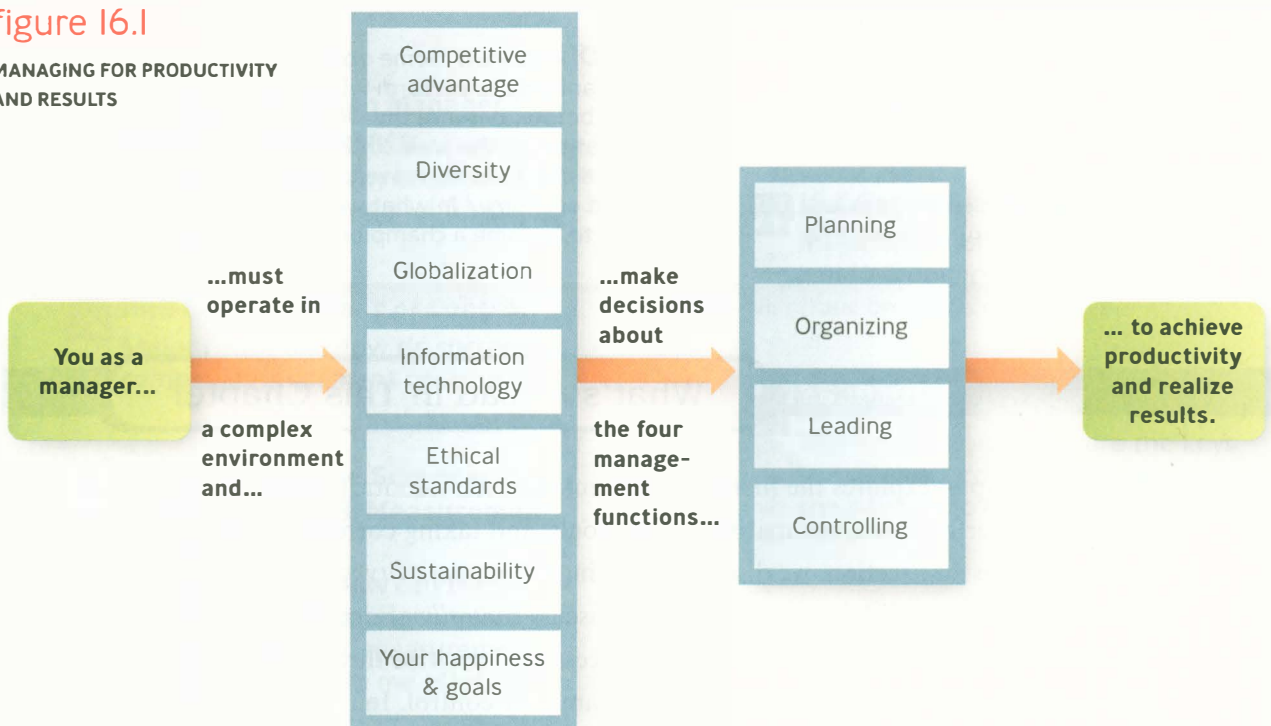 figure 16.1
MANAGING FOR PRODUCTIVITY
AND RESULTS
You as a
manager...
...must
operate in
a complex
environment
and...
Competitive
advantage
Diversity
Globalization
Information
technology
Ethical
standards
Sustainability
Your happiness
& goals
...make
decisions
about
the four
manage-
ment
functions...
Planning
Organizing
Leading
Controlling
... to achieve
productivity
and realize
results.